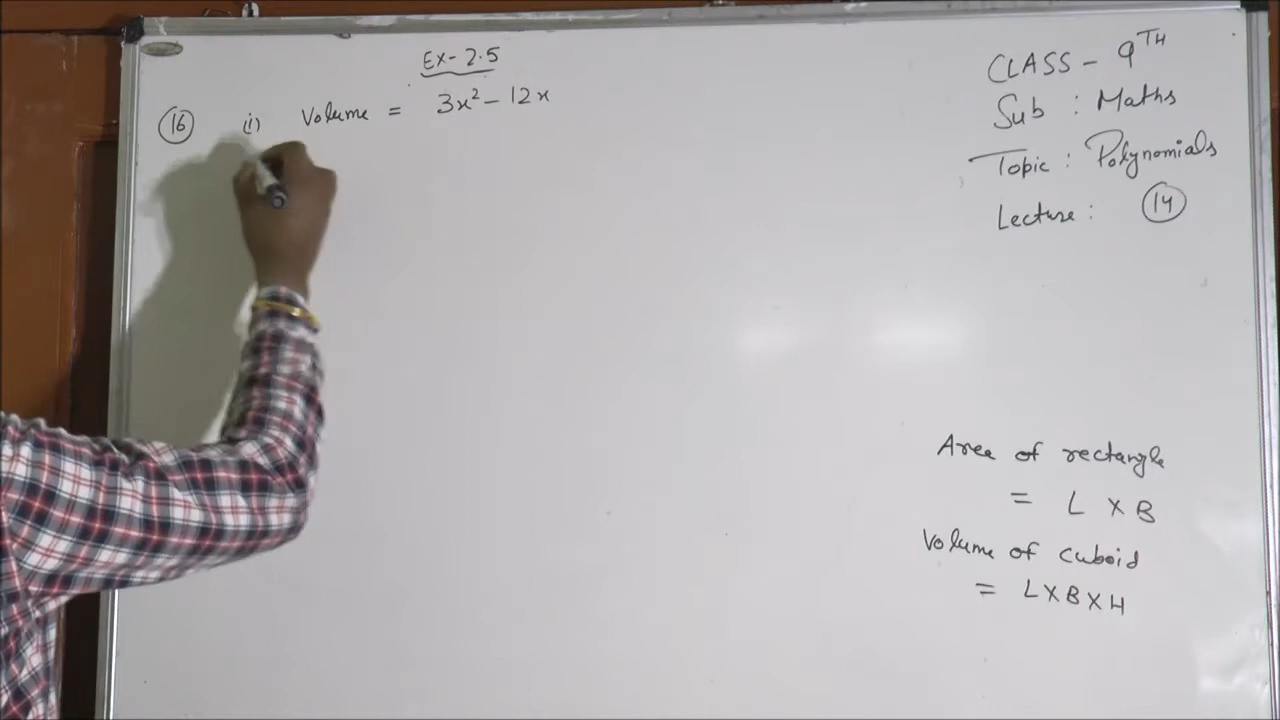 Ex- 2.5
(16) (i) Volume = 3x² - 12x
CLASS - 9TH
Sub : Maths
Topic : Polynomials
Lecture : (14)
Area of rectangle
= L × B
Volume of cuboid
= L×B×H